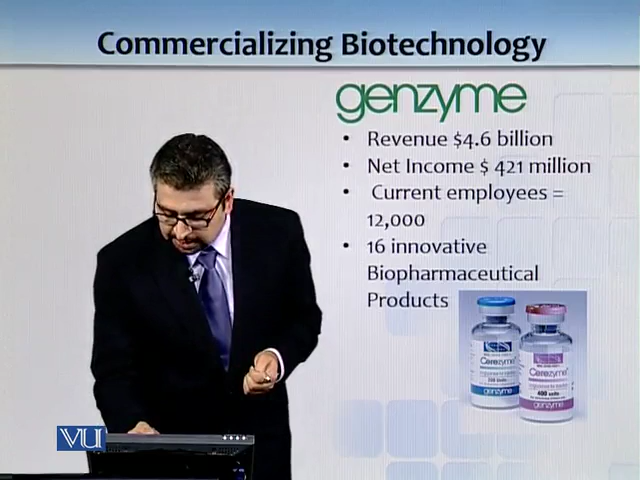 Commercializing Biotechnology
genzyme
• Revenue $4.6 billion
• Net Income $ 421 million
• Current employees =
12,000
• 16 innovative
Biopharmaceutical
Products
Cerezyme
Cerezyme
400 units
genzyme
genzyme
VU